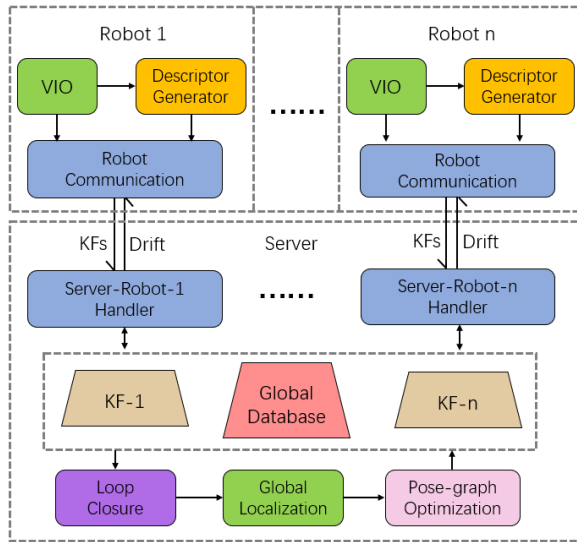 Robot 1
Robot n
VIO
Descriptor
Generator
......
VIO
Descriptor
Generator
Robot
Communication
Robot
Communication
KFs
Drift
Server
KFs
Drift
Server-Robot-1
Handler
......
Server-Robot-n
Handler
KF-1
Global
Database
KF-n
Loop
Closure
Global
Localization
Pose-graph
Optimization